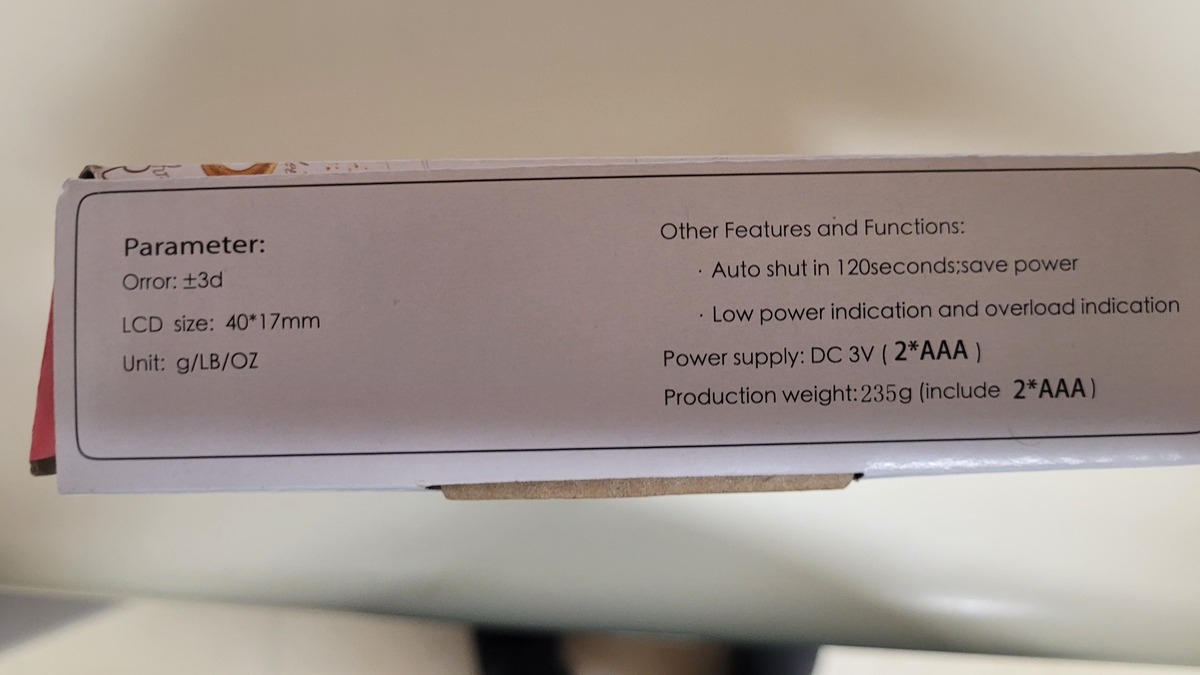 Parameter:
Orror: ±3d
LCD size: 40*17mm
Unit: g/LB/OZ
Other Features and Functions:
· Auto shut in 120seconds;save power
· Low power indication and overload indication
Power supply: DC 3V ( 2*AAA )
Production weight:235g (include 2*AAA)